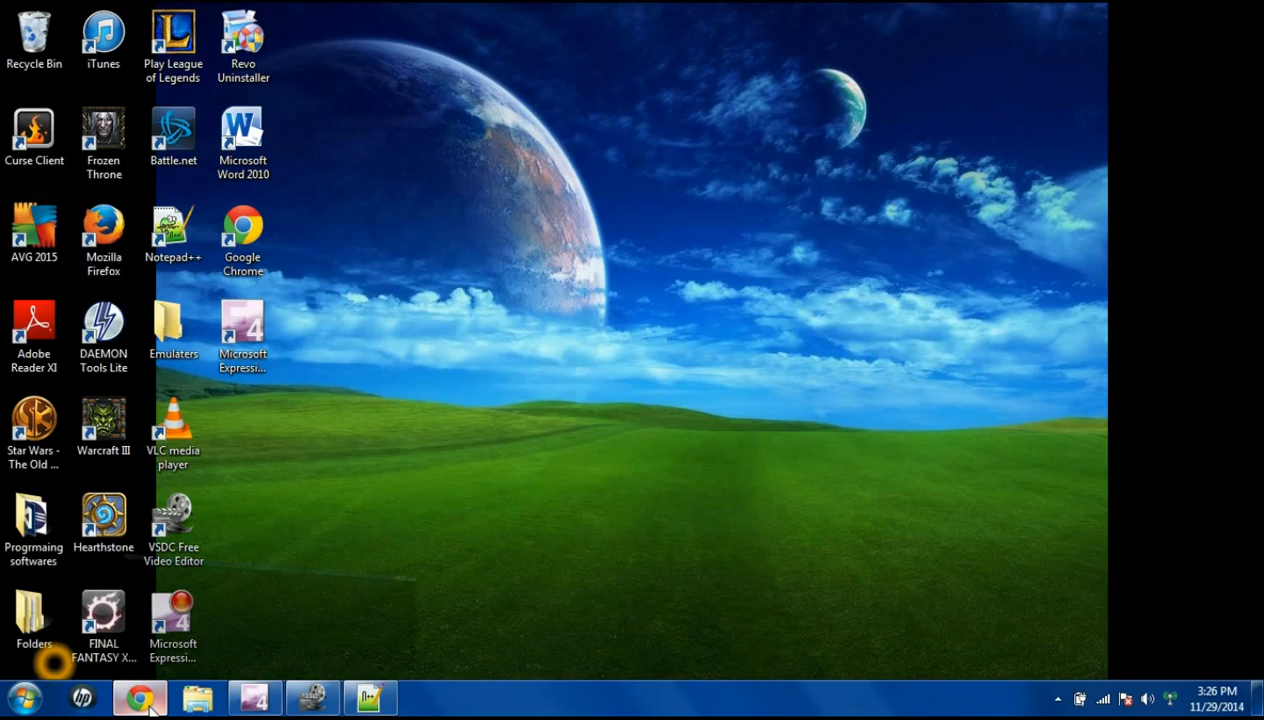 Recycle Bin
iTunes
Play League
of Legends
Revo
Uninstaller
Curse Client
Frozen
Throne
Battle.net
Microsoft
Word 2010
AVG 2015
Mozilla
Firefox
Notepad++
Google
Chrome
Adobe
Reader XI
DAEMON
Tools Lite
Emulaters
Microsoft
Expressi...
Star Wars -
The Old ...
Warcraft III
VLC media
player
Progrmaing
softwares
Hearthstone
VSDC Free
Video Editor
Folders
FINAL
FANTASY X...
Microsoft
Expressi...
3:26 PM
11/29/2014